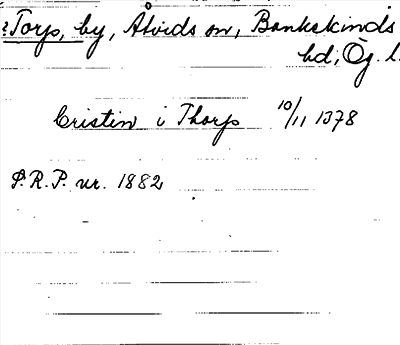 ?Torp, by, Åtvids sn, Bankekinds
hd, Ög. l.
Cristin i Thorp 10/11 1378
S.R.P. nr. 1882